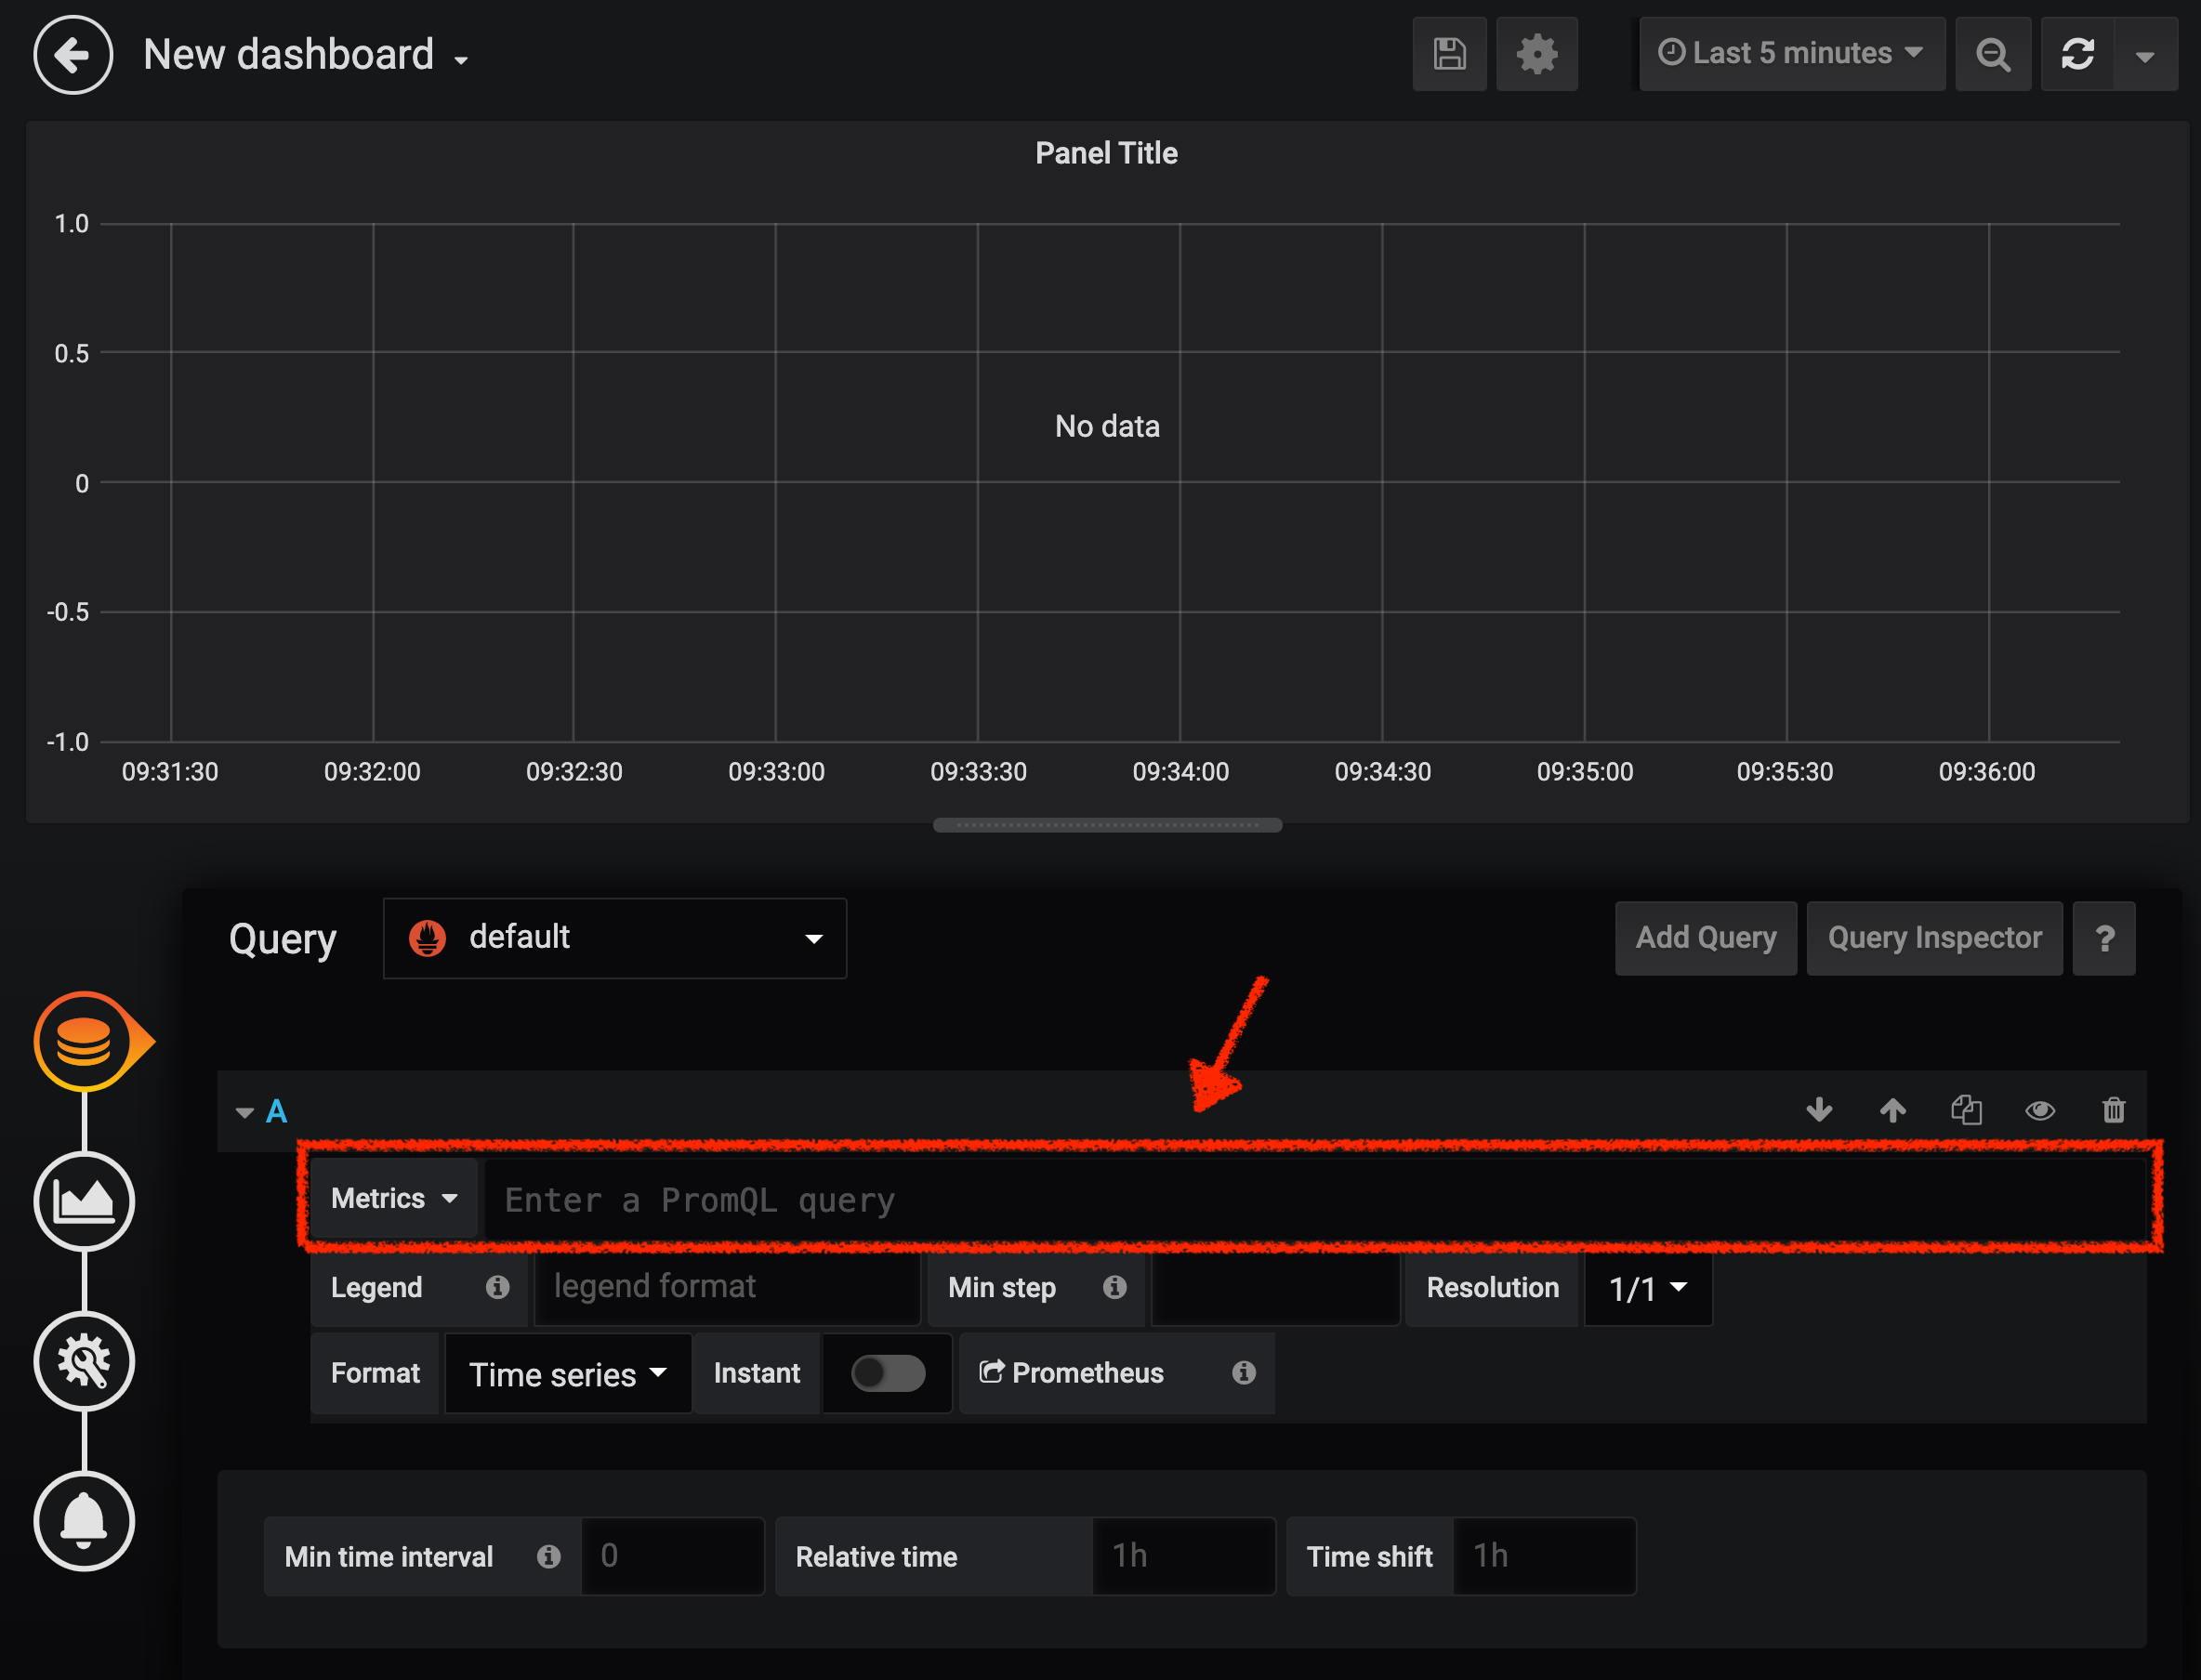 New dashboard
Last 5 minutes
Panel Title
1.0
0.5
No data
0
-0.5
-1.0
09:31:30 09:32:00 09:32:30 09:33:00 09:33:30 09:34:00 09:34:30 09:35:00 09:35:30 09:36:00
Query default Add Query Query Inspector ?
A
Metrics Enter a PromQL query
Legend legend format Min step Resolution 1/1
Format Time series Instant Prometheus
Min time interval 0 Relative time 1h Time shift 1h